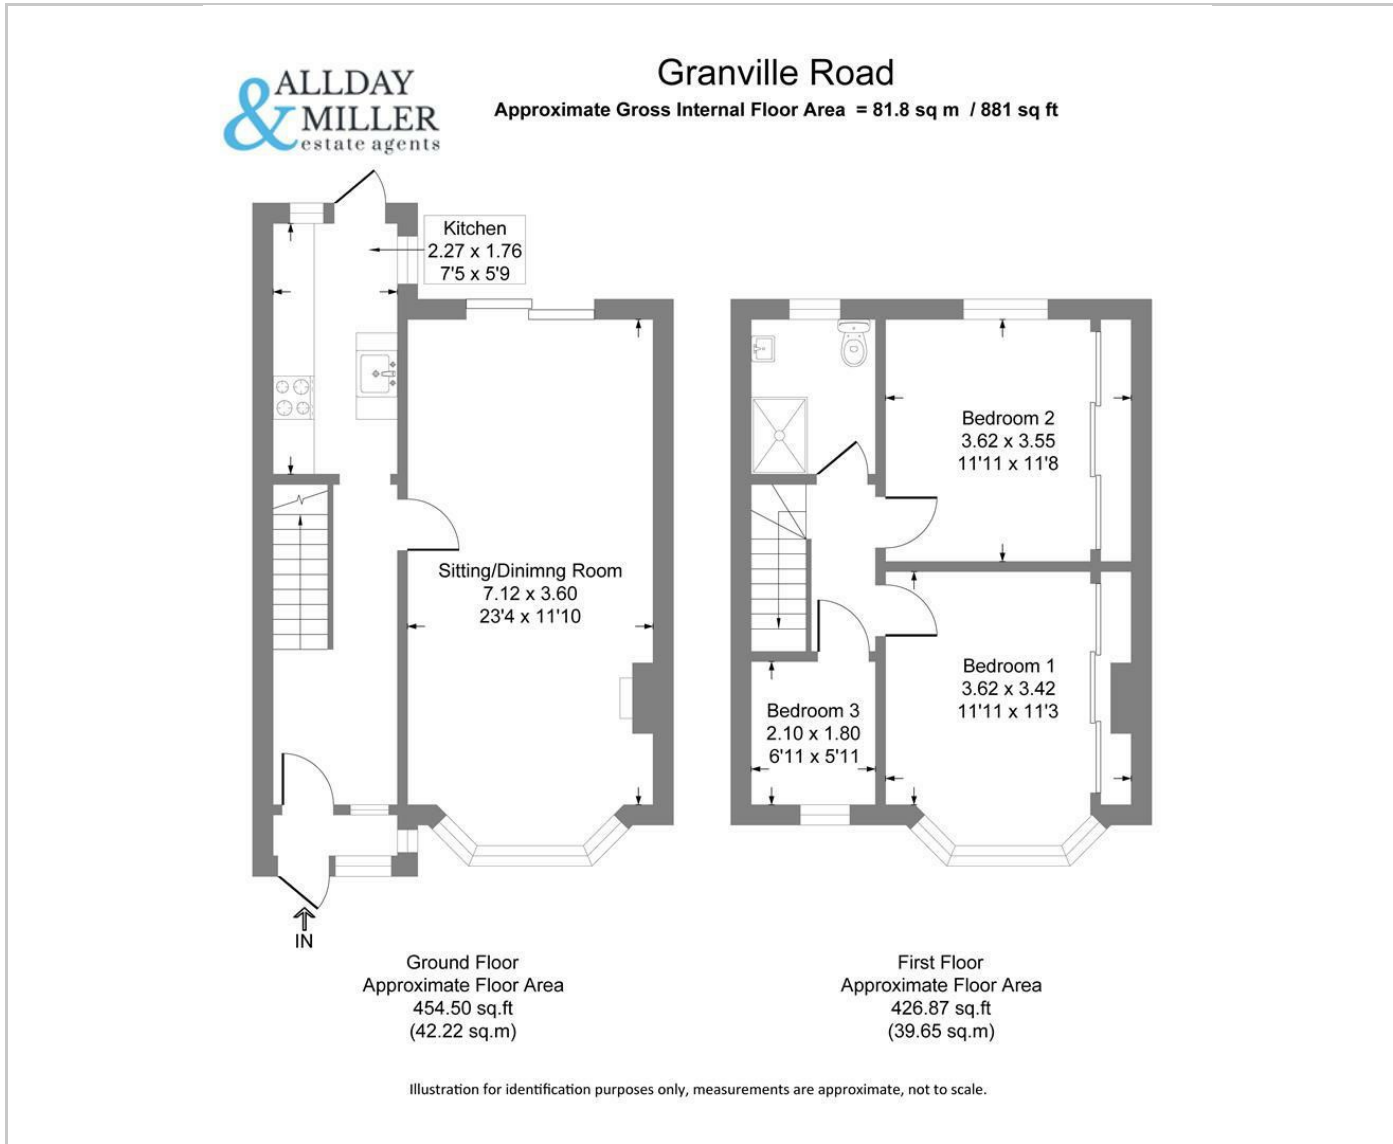 ALLDAY
& MILLER
estate agents
Granville Road
Approximate Gross Internal Floor Area = 81.8 sq m / 881 sq ft
Kitchen
2.27 x 1.76
7'5 x 5'9
Sitting/Dinimng Room
7.12 x 3.60
23'4 x 11'10
IN
Ground Floor
Approximate Floor Area
454.50 sq.ft
(42.22 sq.m)
Bedroom 2
3.62 x 3.55
11'11 x 11'8
Bedroom 1
3.62 x 3.42
11'11 x 11'3
Bedroom 3
2.10 x 1.80
6'11 x 5'11
First Floor
Approximate Floor Area
426.87 sq.ft
(39.65 sq.m)
Illustration for identification purposes only, measurements are approximate, not to scale.